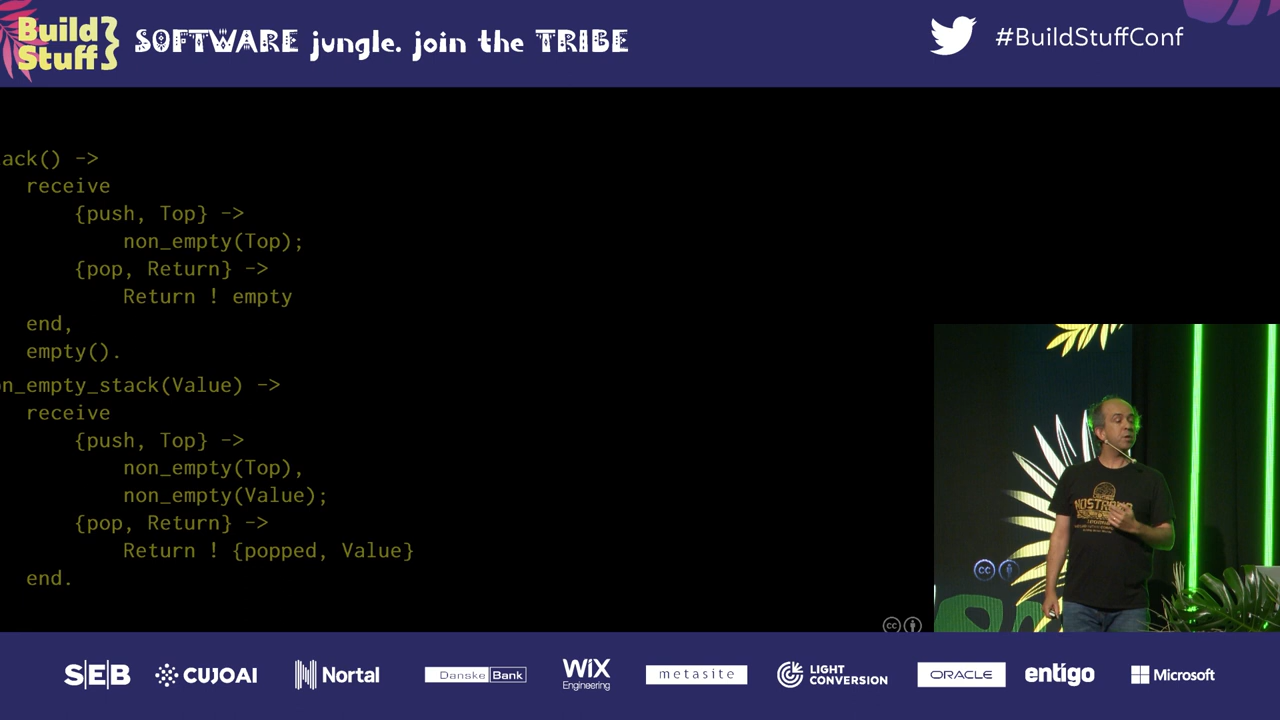 Build
Stuff
SOFTWARE jungle. join the TRIBE
#BuildStuffConf
ack() ->
receive
{push, Top} ->
non_empty(Top);
{pop, Return} ->
Return ! empty
end,
empty().
n_empty_stack(Value) ->
receive
{push, Top} ->
non_empty(Top),
non_empty(Value);
{pop, Return} ->
Return ! {popped, Value}
end.
cc
cc
SEB
CUJOAI
Nortal
Danske Bank
WiX
Engineering
metasite
LIGHT
CONVERSION
ORACLE
entigo
Microsoft